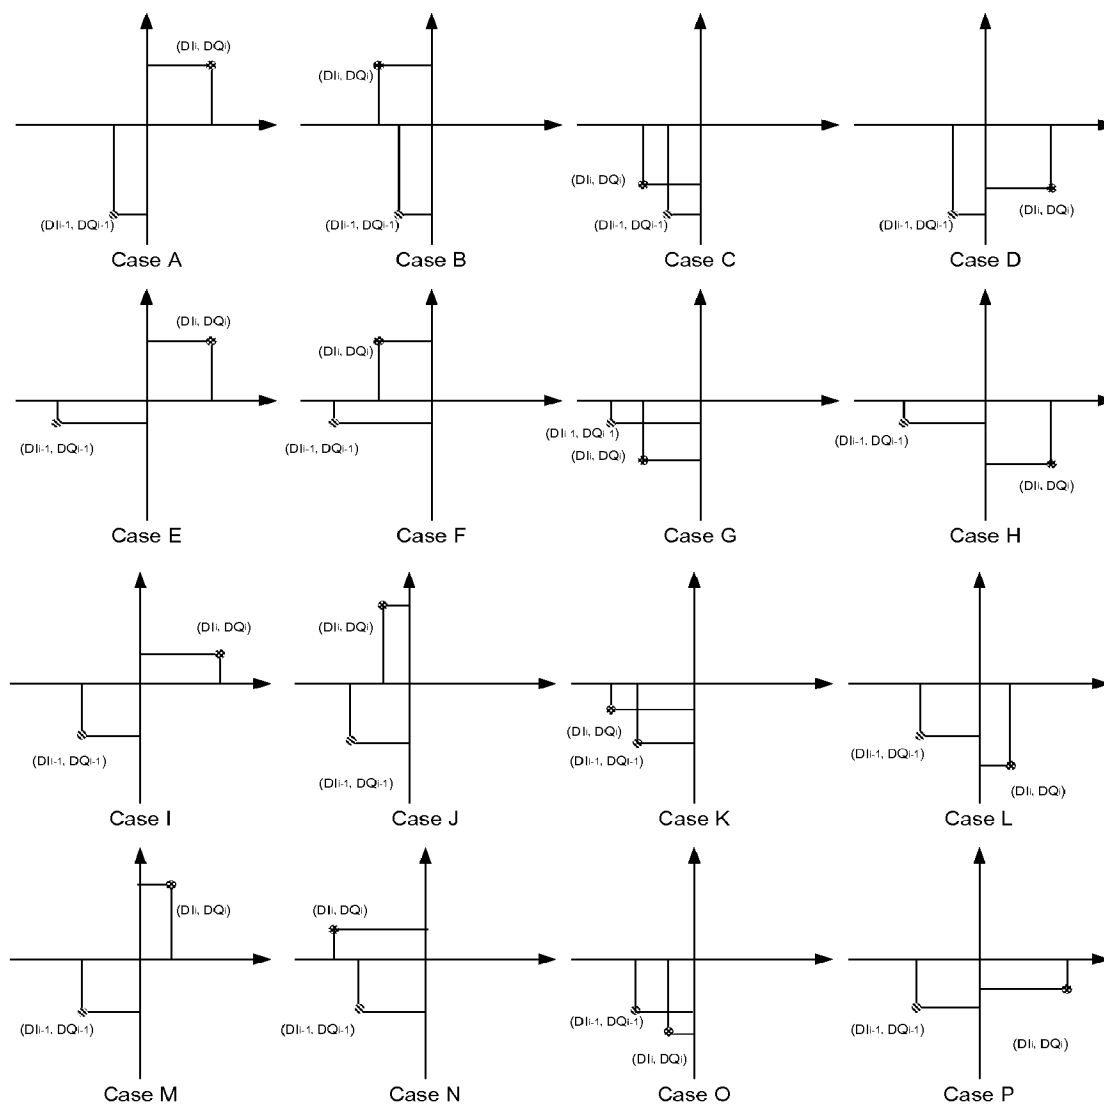 (DIi, DQi)
(DIi-1, DQi-1)
Case A
(DIi, DQi)
(DIi-1, DQi-1)
Case B
(DIi, DQi)
(DIi-1, DQi-1)
Case C
(DIi, DQi)
(DIi-1, DQi-1)
Case D
(DIi, DQi)
(DIi-1, DQi-1)
Case E
(DIi, DQi)
(DIi-1, DQi-1)
Case F
(DIi-1, DQi-1)
(DIi, DQi)
Case G
(DIi-1, DQi-1)
(DIi, DQi)
Case H
(DIi, DQi)
(DIi-1, DQi-1)
Case I
(DIi, DQi)
(DIi-1, DQi-1)
Case J
(DIi, DQi)
(DIi-1, DQi-1)
Case K
(DIi-1, DQi-1)
(DIi, DQi)
Case L
(DIi, DQi)
(DIi-1, DQi-1)
Case M
(DIi, DQi)
(DIi-1, DQi-1)
Case N
(DIi-1, DQi-1)
(DIi, DQi)
Case O
(DIi-1, DQi-1)
(DIi, DQi)
Case P